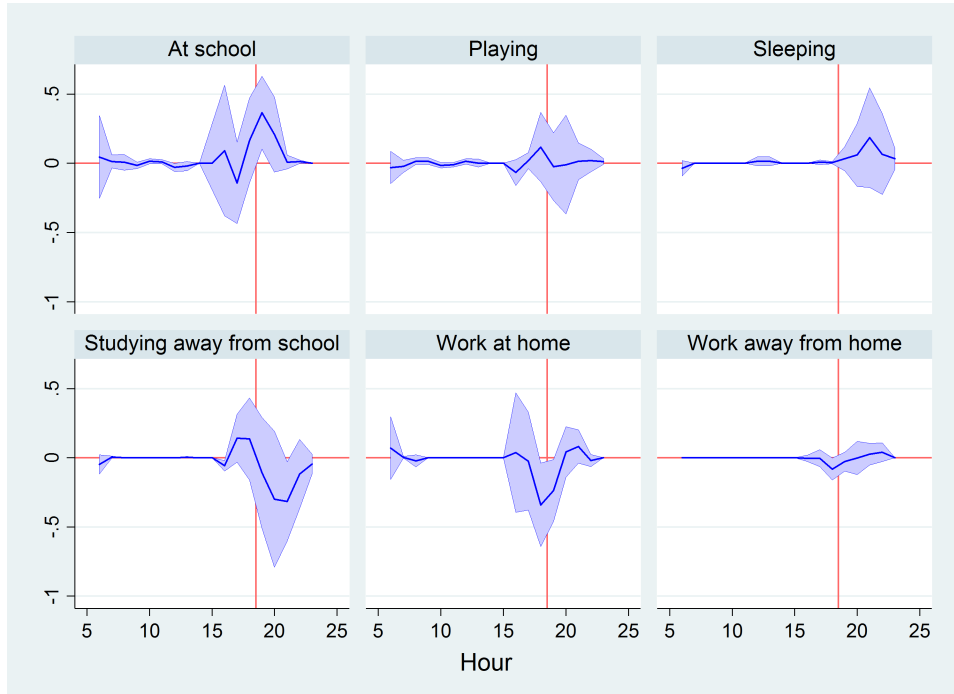 At school Playing Sleeping
.5
0
-.5
-1
Studying away from school Work at home Work away from home
.5
0
-.5
-1
5 10 15 20 25 5 10 15 20 25 5 10 15 20 25
Hour